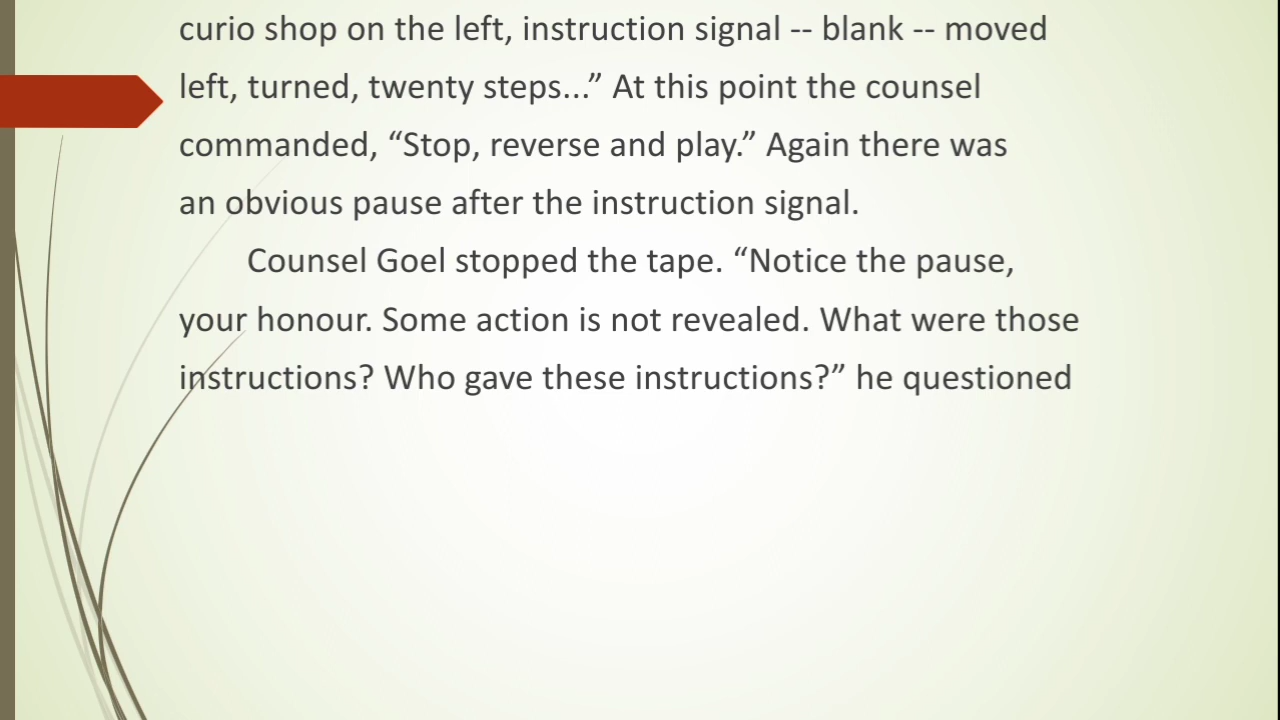 curio shop on the left, instruction signal -- blank -- moved
left, turned, twenty steps...” At this point the counsel
commanded, “Stop, reverse and play.” Again there was
an obvious pause after the instruction signal.
Counsel Goel stopped the tape. “Notice the pause,
your honour. Some action is not revealed. What were those
instructions? Who gave these instructions?” he questioned